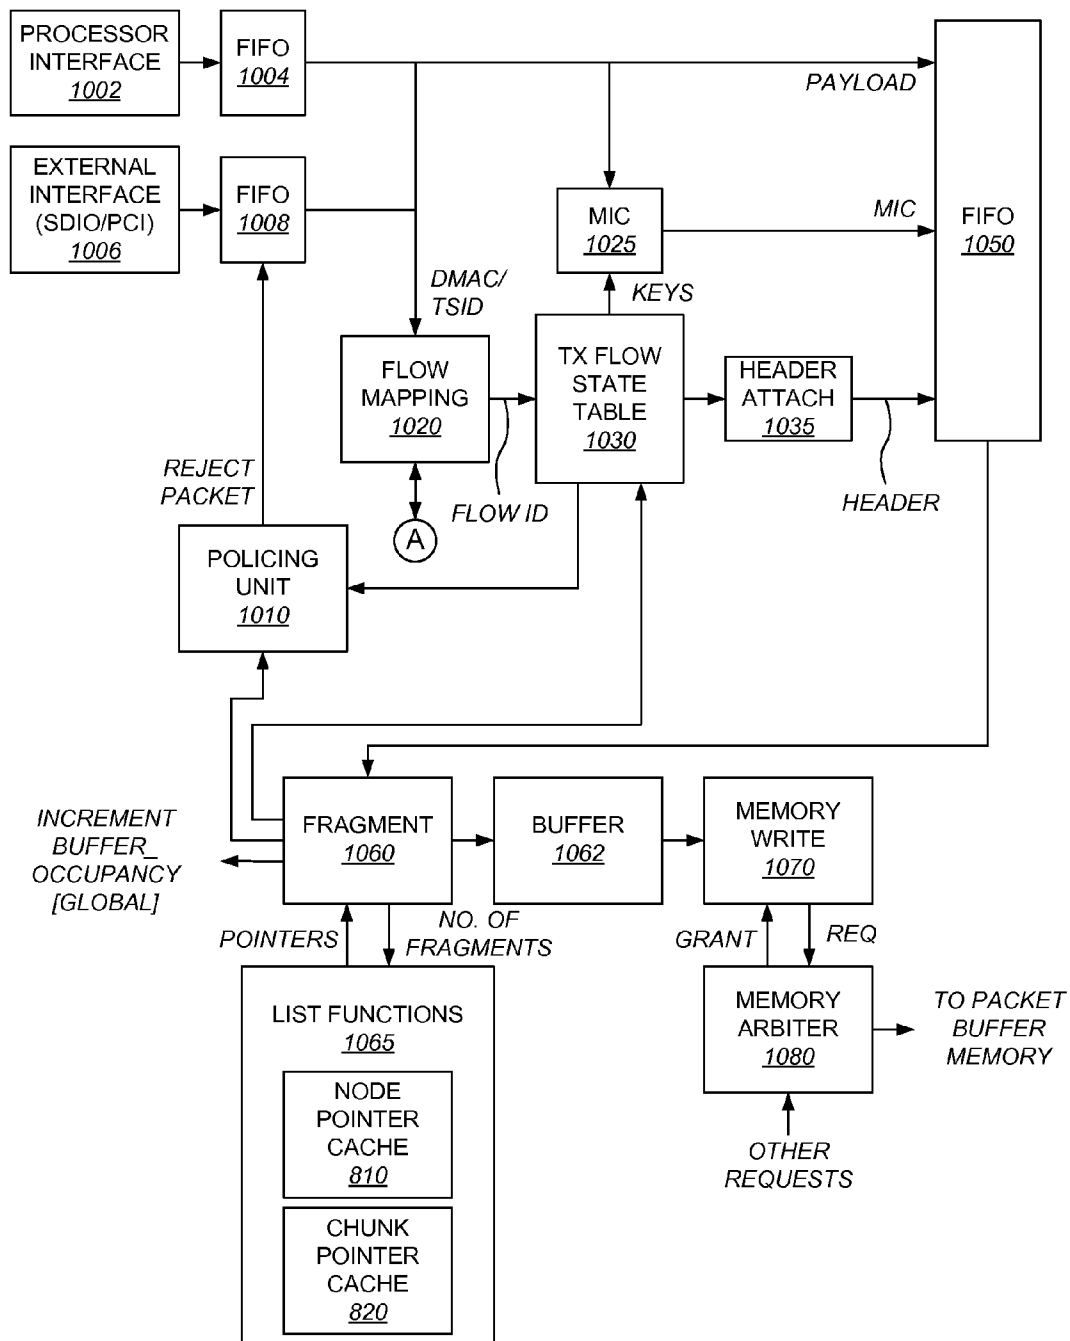 PROCESSOR
INTERFACE
1002
FIFO
1004
PAYLOAD
EXTERNAL
INTERFACE
(SDIO/PCI)
1006
FIFO
1008
MIC
1025
MIC
FIFO
1050
DMAC/
TSID
KEYS
FLOW
MAPPING
1020
TX FLOW
STATE
TABLE
1030
HEADER
ATTACH
1035
REJECT
PACKET
FLOW ID
HEADER
A
POLICING
UNIT
1010
INCREMENT
BUFFER_
OCCUPANCY
[GLOBAL]
FRAGMENT
1060
BUFFER
1062
MEMORY
WRITE
1070
POINTERS
NO. OF
FRAGMENTS
GRANT
REQ
LIST FUNCTIONS
1065
MEMORY
ARBITER
1080
TO PACKET
BUFFER
MEMORY
NODE
POINTER
CACHE
810
OTHER
REQUESTS
CHUNK
POINTER
CACHE
820